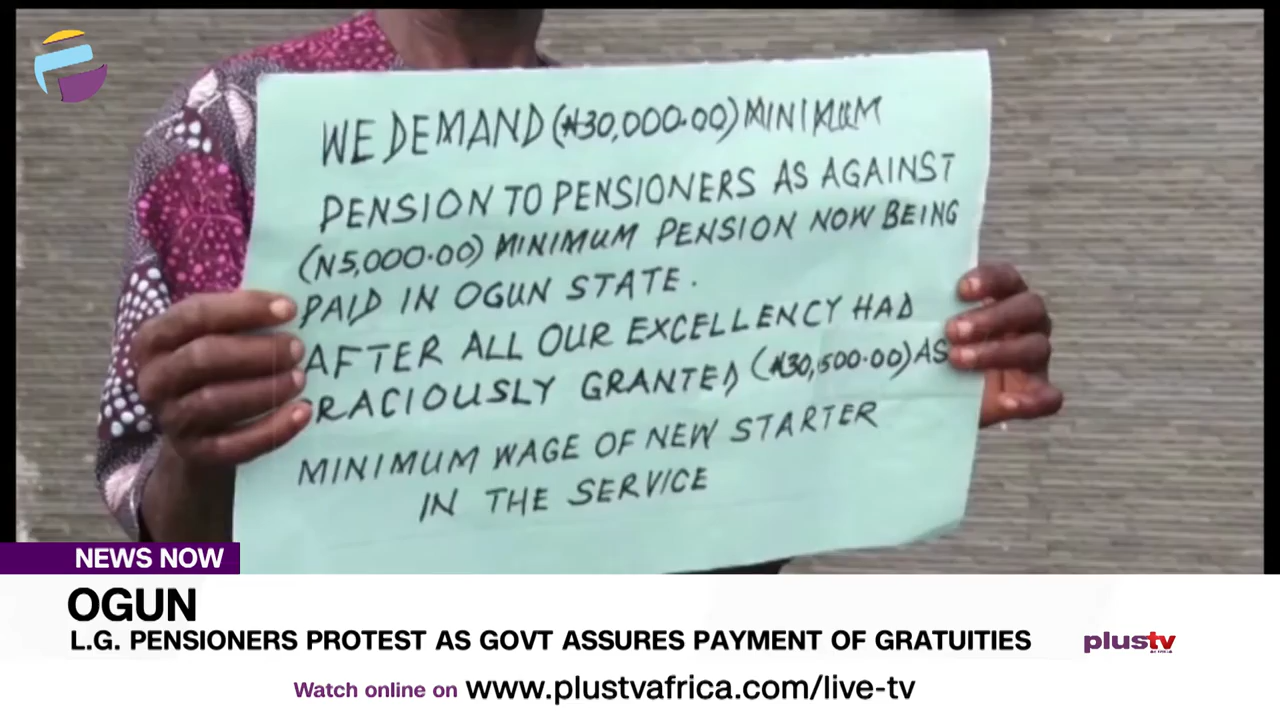 WE DEMAND (₦30,000.00) MINIMUM
PENSION TO PENSIONERS AS AGAINST
(N5,000.00) MINIMUM PENSION NOW BEING
PAID IN OGUN STATE.
AFTER ALL OUR EXCELLENCY HAD
RACIOUSLY GRANTED (₦30,500.00) AS
MINIMUM WAGE OF NEW STARTER
IN THE SERVICE
NEWS NOW
OGUN
L.G. PENSIONERS PROTEST AS GOVT ASSURES PAYMENT OF GRATUITIES
plustv
Watch online on www.plustvafrica.com/live-tv